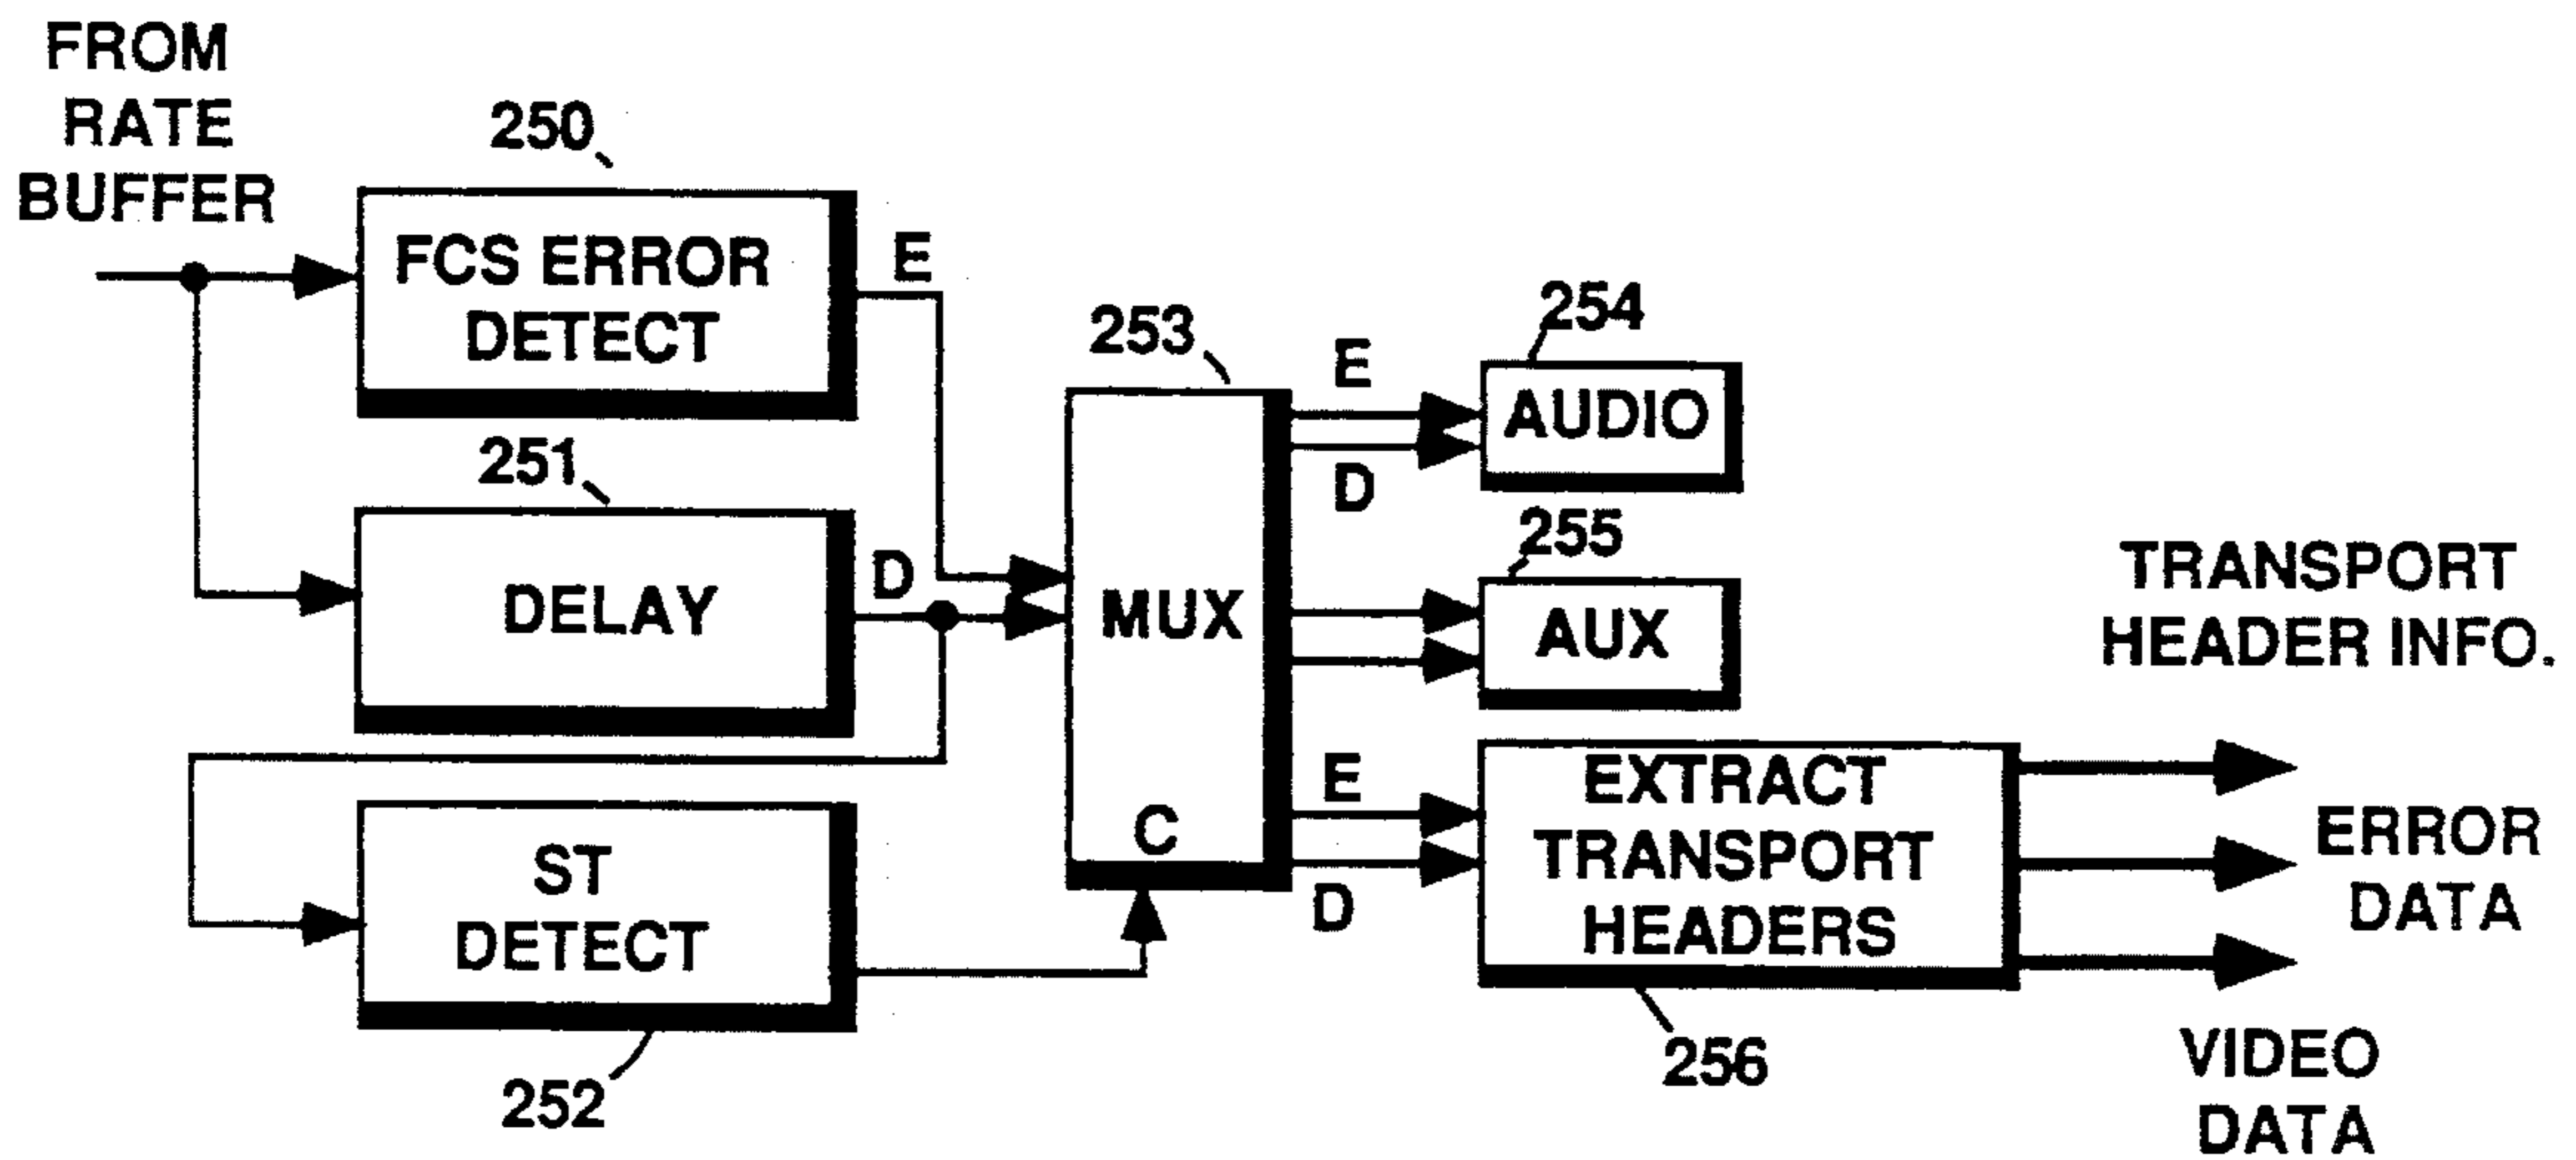 FROM
RATE
BUFFER
250
FCS ERROR
DETECT
E
251
DELAY
D
ST
DETECT
252
253
MUX
C
E
D
254
AUDIO
255
AUX
E
D
EXTRACT
TRANSPORT
HEADERS
256
TRANSPORT
HEADER INFO.
ERROR
DATA
VIDEO
DATA